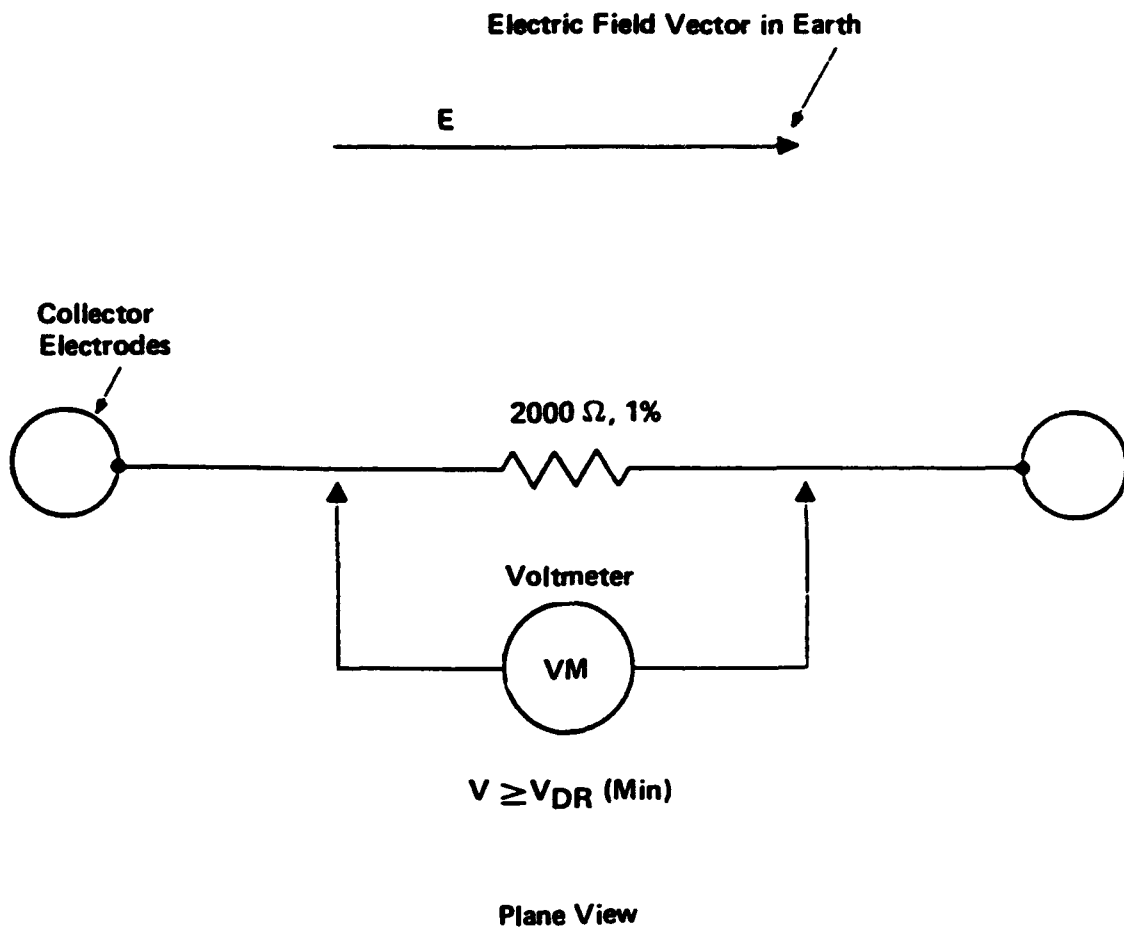 Electric Field Vector in Earth
E
Collector
Electrodes
2000 Ω, 1%
Voltmeter
VM
V ≥ VDR (Min)
Plane View